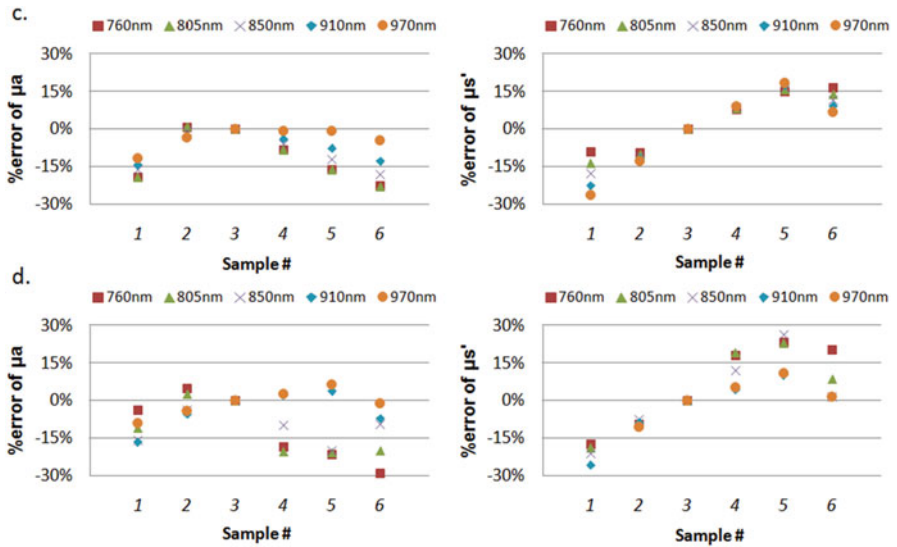 c.
760nm 805nm 850nm 910nm 970nm
30%
15%
0%
-15%
-30%
%error of μa
1 2 3 4 5 6
Sample #
760nm 805nm 850nm 910nm 970nm
30%
15%
0%
-15%
-30%
%error of μs'
1 2 3 4 5 6
Sample #
d.
760nm 805nm 850nm 910nm 970nm
30%
15%
0%
-15%
-30%
%error of μa
1 2 3 4 5 6
Sample #
760nm 805nm 850nm 910nm 970nm
30%
15%
0%
-15%
-30%
%error of μs'
1 2 3 4 5 6
Sample #